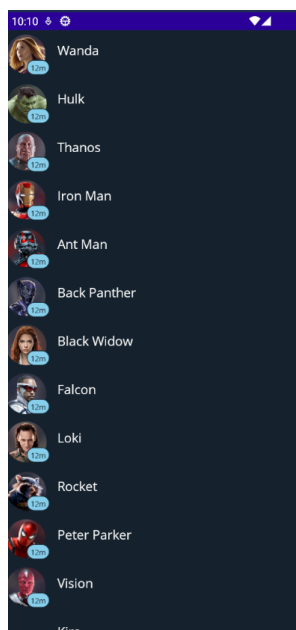 10:10
Wanda
12m
Hulk
12m
Thanos
12m
Iron Man
12m
Ant Man
12m
Back Panther
12m
Black Widow
12m
Falcon
12m
Loki
12m
Rocket
12m
Peter Parker
12m
Vision
12m